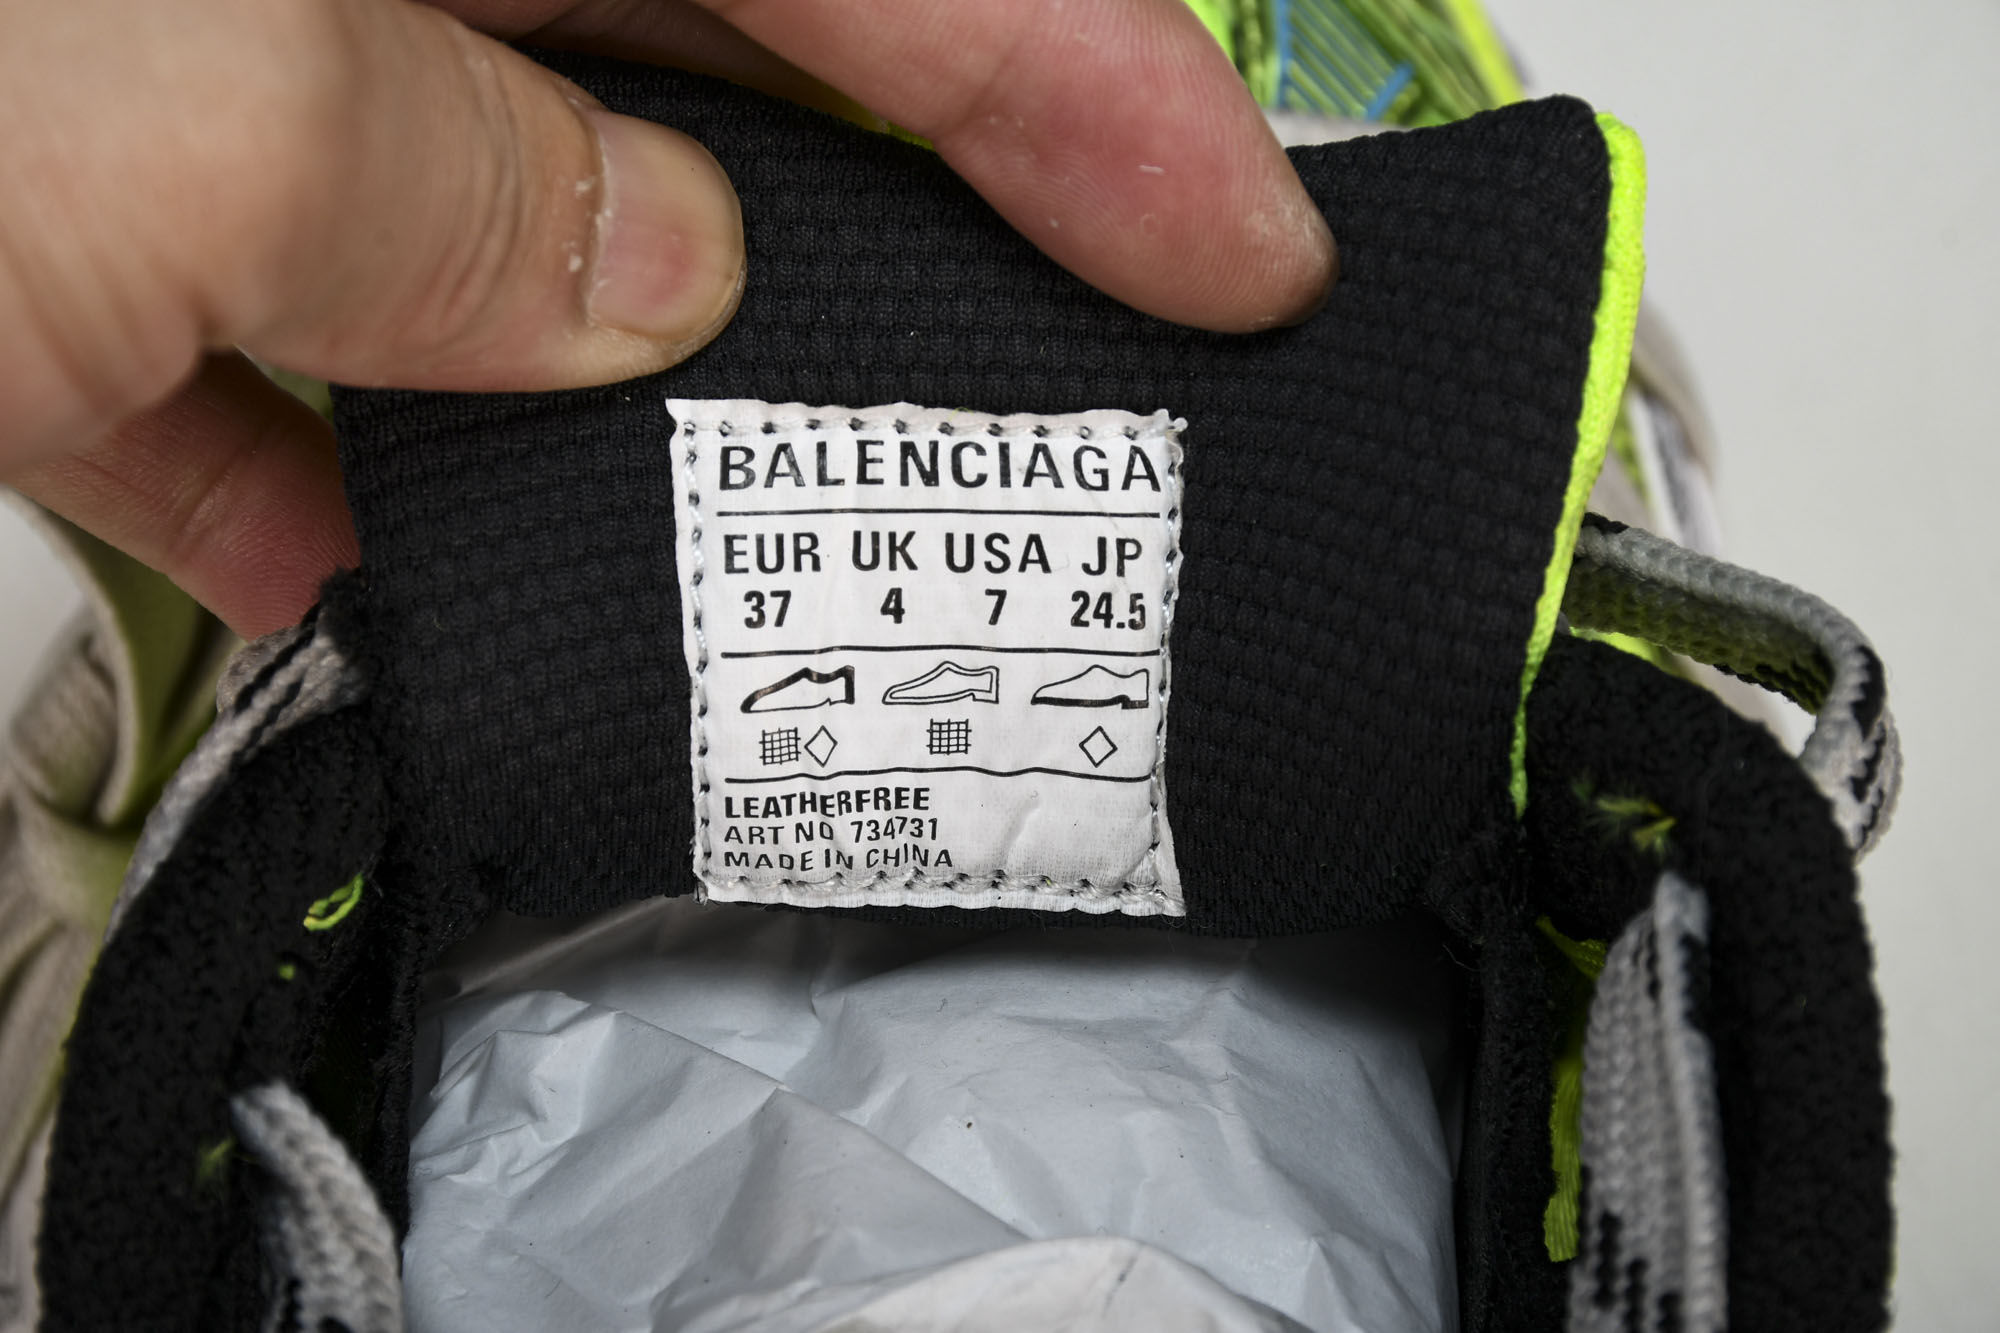 BALENCIAGA
EUR UK USA JP
37 4 7 24.5
LEATHERFREE
ART NO 734731
MADE IN CHINA